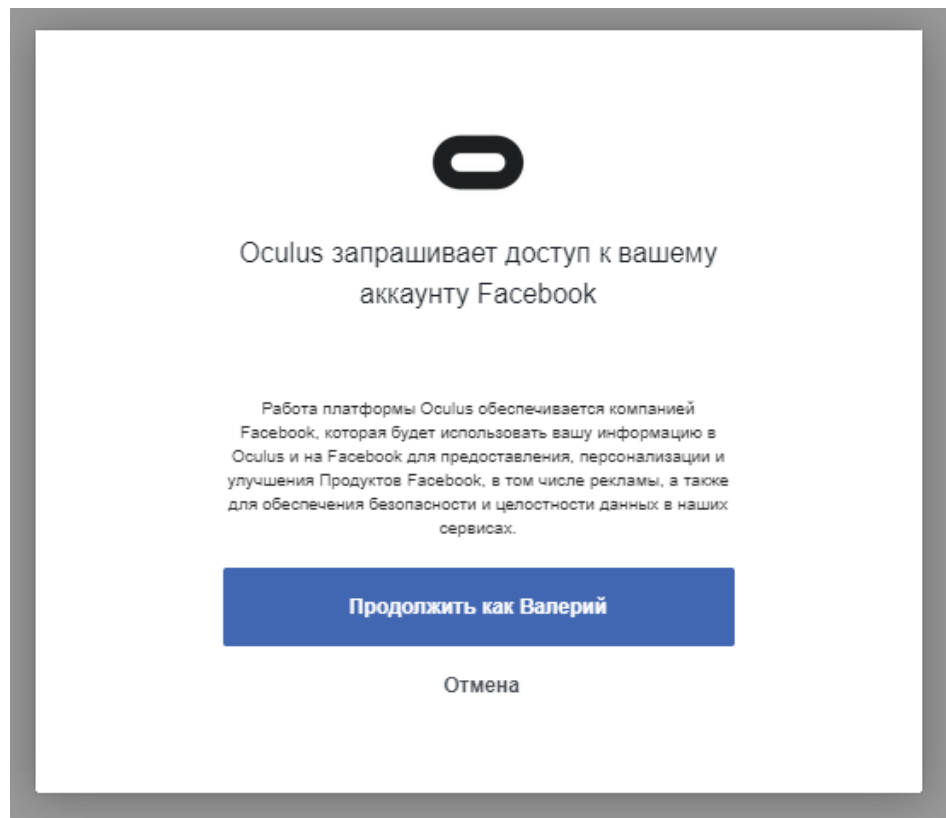 Oculus запрашивает доступ к вашему
аккаунту Facebook
Работа платформы Oculus обеспечивается компанией
Facebook, которая будет использовать вашу информацию в
Oculus и на Facebook для предоставления, персонализации и
улучшения Продуктов Facebook, в том числе рекламы, а также
для обеспечения безопасности и целостности данных в наших
сервисах.
Продолжить как Валерий
Отмена